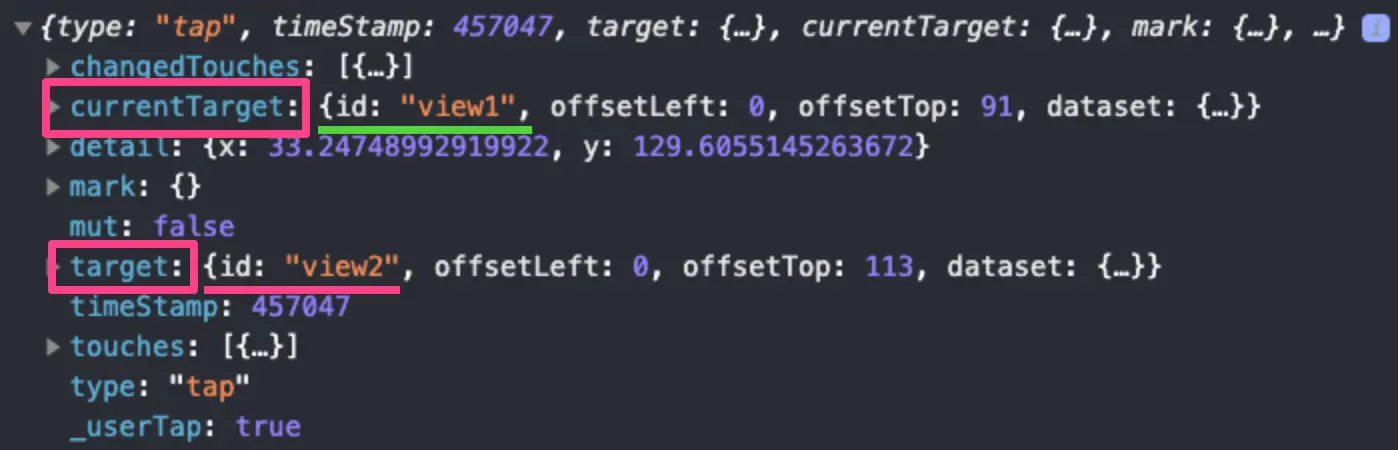 ▼{type: "tap", timeStamp: 457047, target: {…}, currentTarget: {…}, mark: {…}, …} i
▶changedTouches: [{…}]
▶currentTarget: {id: "view1", offsetLeft: 0, offsetTop: 91, dataset: {…}}
▶detail: {x: 33.24748992919922, y: 129.6055145263672}
▶mark: {}
mut: false
▶target: {id: "view2", offsetLeft: 0, offsetTop: 113, dataset: {…}}
timeStamp: 457047
▶touches: [{…}]
type: "tap"
_userTap: true